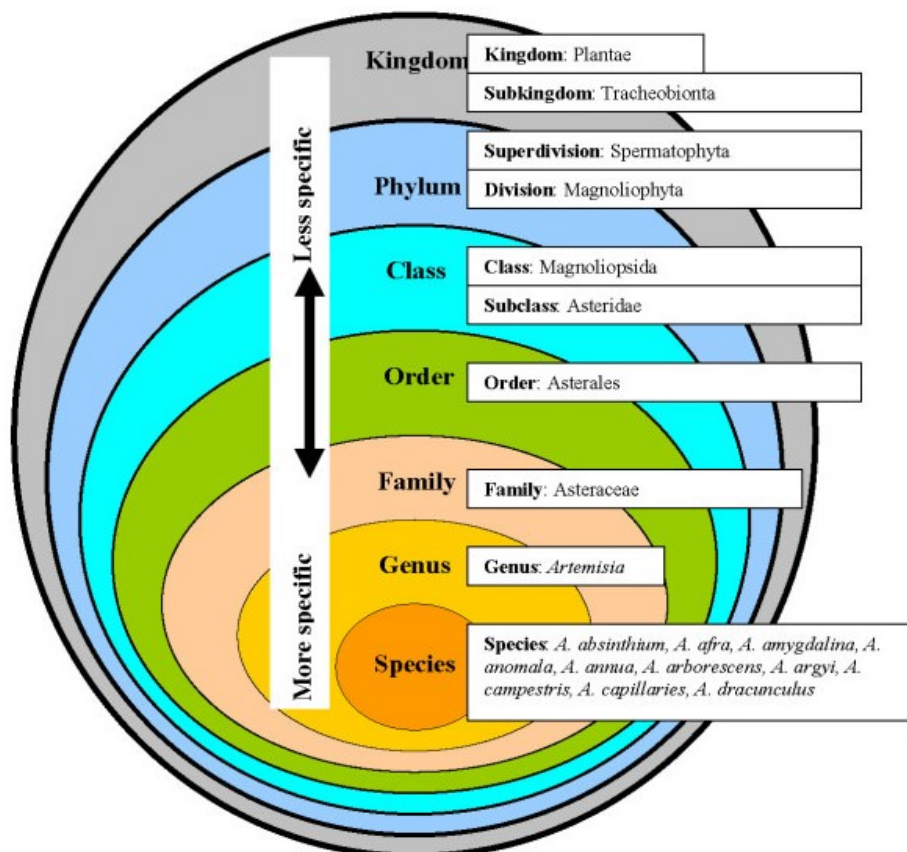 Kingdom
Kingdom: Plantae
Subkingdom: Tracheobionta
Superdivision: Spermatophyta
Phylum
Division: Magnoliophyta
Less specific
Class
Class: Magnoliopsida
Subclass: Asteridae
Order
Order: Asterales
Family
Family: Asteraceae
Genus
Genus: Artemisia
More specific
Species
Species: A. absinthium, A. afra, A. amygdalina, A.
anomala, A. annua, A. arborescens, A. argyi, A.
campestris, A. capillaries, A. dracunculus